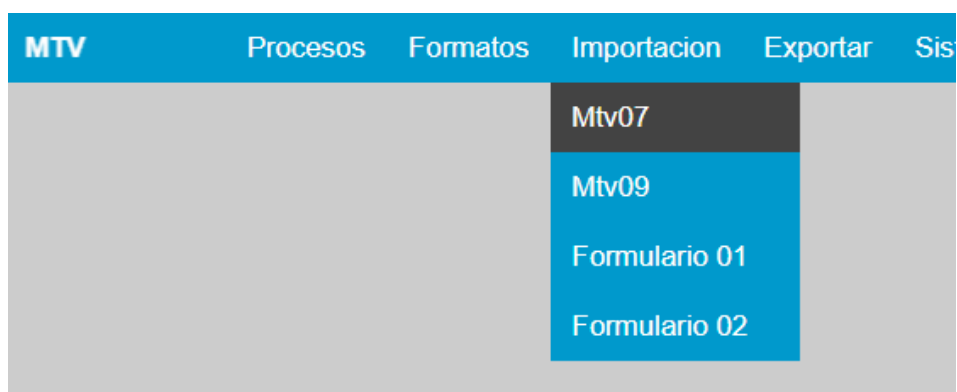 MTV Procesos Formatos Importacion Exportar
Mtv07
Mtv09
Formulario 01
Formulario 02